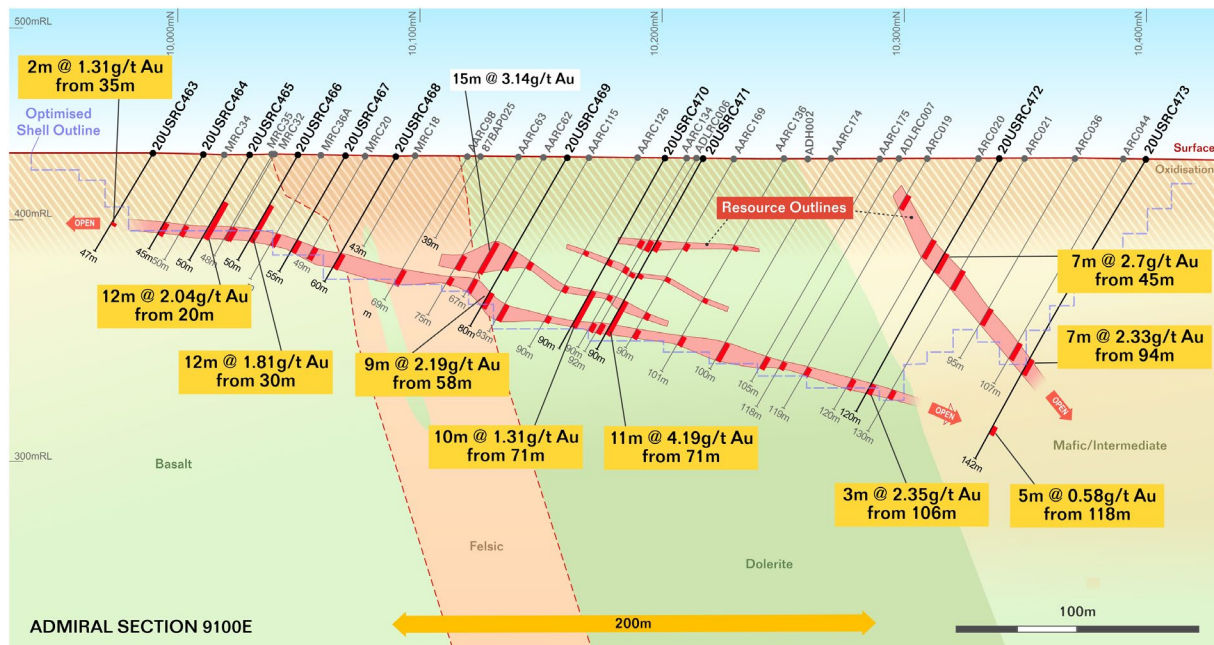 500mRL
10,000mN
10,100mN
10,200mN
10,300mN
10,400mN
2m @ 1.31g/t Au
from 35m
Optimised
Shell Outline
15m @ 3.14g/t Au
20USRC463
20USRC464
MRC34
20USRC465
MRC35
MRC32
20USRC466
MRC36A
20USRC467
MRC20
20USRC468
MRC18
AARC98
87BAP025
AARC63
AARC62
20USRC469
AARC115
AARC126
20USRC470
AARC134
ADLRC006
20USRC471
AARC169
AARC136
ADH002
AARC174
AARC175
ADLRC007
ARC019
ARC020
20USRC472
ARC021
ARC036
ARC044
20USRC473
Surface
Oxidisation
400mRL
OPEN
Resource Outlines
47m
45m
50m
50m
48m
50m
55m
49m
60m
43m
69m
m
39m
75m
67m
80m
83m
90m
90m
90m
92m
90m
90m
101m
100m
105m
118m
119m
120m
120m
130m
95m
107m
142m
OPEN
OPEN
12m @ 2.04g/t Au
from 20m
12m @ 1.81g/t Au
from 30m
9m @ 2.19g/t Au
from 58m
10m @ 1.31g/t Au
from 71m
11m @ 4.19g/t Au
from 71m
7m @ 2.7g/t Au
from 45m
7m @ 2.33g/t Au
from 94m
3m @ 2.35g/t Au
from 106m
5m @ 0.58g/t Au
from 118m
300mRL
Basalt
Felsic
Dolerite
Mafic/Intermediate
ADMIRAL SECTION 9100E
200m
100m